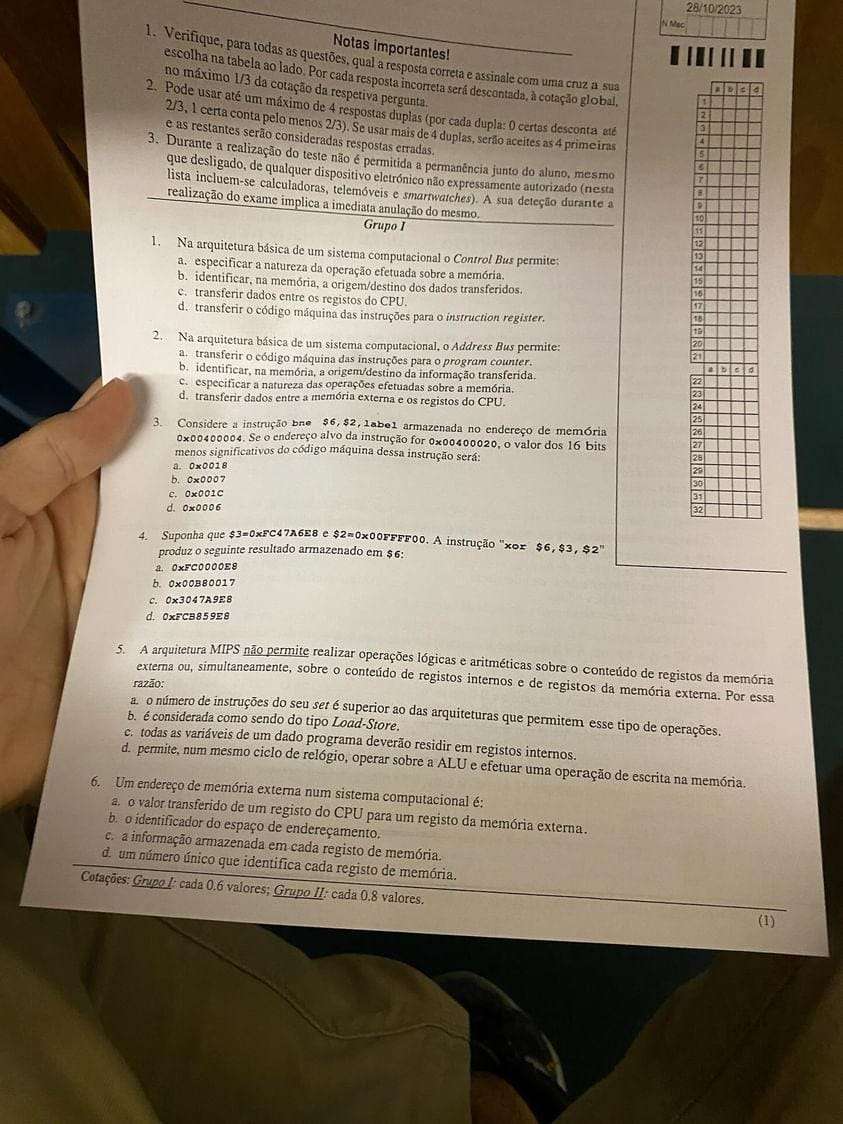 28/10/2023
N Mec
Notas importantes!
1. Verifique, para todas as questões, qual a resposta correta e assinale com uma cruz a sua
escolha na tabela ao lado. Por cada resposta incorreta será descontada, à cotação global,
no máximo 1/3 da cotação da respetiva pergunta.
2. Pode usar até um máximo de 4 respostas duplas (por cada dupla: 0 certas desconta até
2/3, 1 certa conta pelo menos 2/3). Se usar mais de 4 duplas, serão aceites as 4 primeiras
e as restantes serão consideradas respostas erradas.
3. Durante a realização do teste não é permitida a permanência junto do aluno, mesmo
que desligado, de qualquer dispositivo eletrónico não expressamente autorizado (nesta
lista incluem-se calculadoras, telemóveis e smartwatches). A sua deteção durante a
realização do exame implica a imediata anulação do mesmo.
Grupo I
1. Na arquitetura básica de um sistema computacional o Control Bus permite:
a. especificar a natureza da operação efetuada sobre a memória.
b. identificar, na memória, a origem/destino dos dados transferidos.
c. transferir dados entre os registos do CPU.
d. transferir o código máquina das instruções para o instruction register.
2. Na arquitetura básica de um sistema computacional, o Address Bus permite:
a. transferir o código máquina das instruções para o program counter.
b. identificar, na memória, a origem/destino da informação transferida.
c. especificar a natureza das operações efetuadas sobre a memória.
d. transferir dados entre a memória externa e os registos do CPU.
3. Considere a instrução bne $6,$2,label armazenada no endereço de memória
0x00400004. Se o endereço alvo da instrução for 0x00400020, o valor dos 16 bits
menos significativos do código máquina dessa instrução será:
a. 0x0018
b. 0x0007
c. 0x001C
d. 0x0006
4. Suponha que $3=0xFC47A6E8 e $2=0x00FFFF00. A instrução "xor $6,$3,$2"
produz o seguinte resultado armazenado em $6:
a. 0xFC0000E8
b. 0x00B80017
c. 0x3047A9E8
d. 0xFCB859E8
5. A arquitetura MIPS não permite realizar operações lógicas e aritméticas sobre o conteúdo de registos da memória
externa ou, simultaneamente, sobre o conteúdo de registos internos e de registos da memória externa. Por essa
razão:
a. o número de instruções do seu set é superior ao das arquiteturas que permitem esse tipo de operações.
b. é considerada como sendo do tipo Load-Store.
c. todas as variáveis de um dado programa deverão residir em registos internos.
d. permite, num mesmo ciclo de relógio, operar sobre a ALU e efetuar uma operação de escrita na memória.
6. Um endereço de memória externa num sistema computacional é:
a. o valor transferido de um registo do CPU para um registo da memória externa.
b. o identificador do espaço de endereçamento.
c. a informação armazenada em cada registo de memória.
d. um número único que identifica cada registo de memória.
Cotações: Grupo I: cada 0.6 valores; Grupo II: cada 0.8 valores.
(1)
a b c d
1
2
3
4
5
6
7
8
9
10
11
12
13
14
15
16
17
18
19
20
21
a b c d
22
23
24
25
26
27
28
29
30
31
32